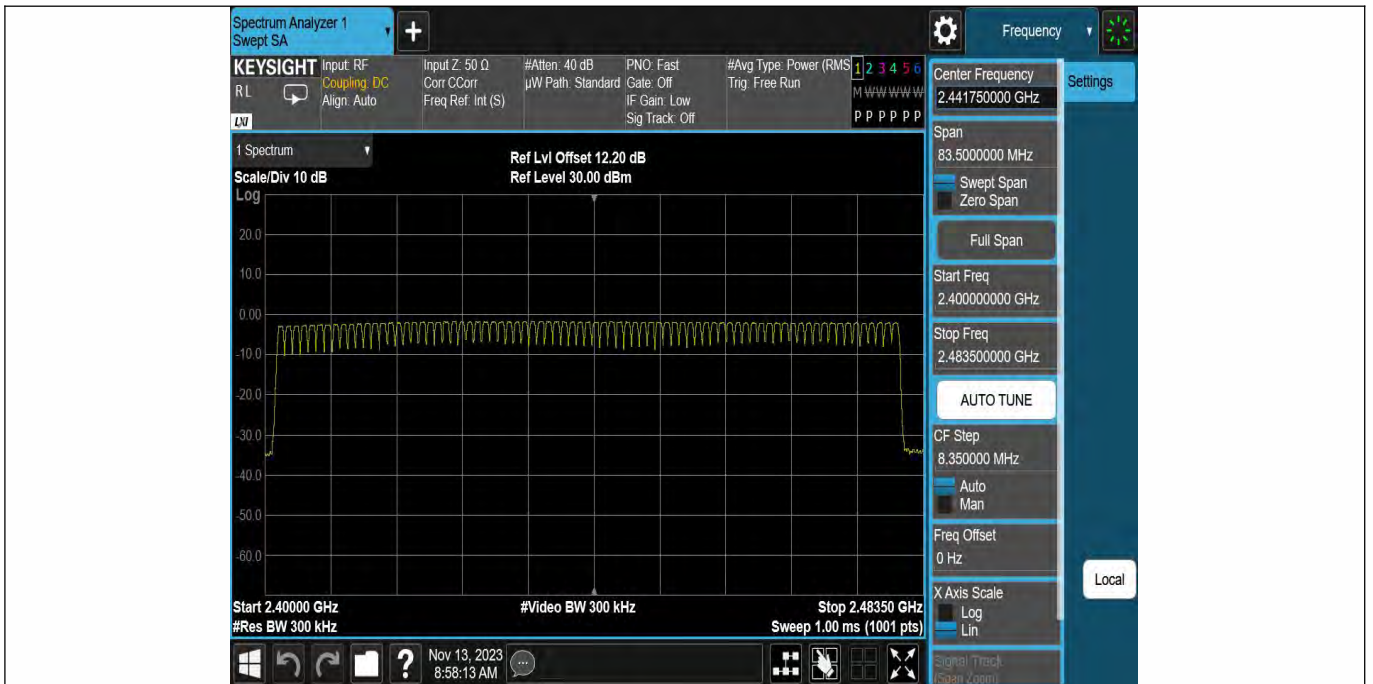 Spectrum Analyzer 1
Swept SA
+
Frequency
KEYSIGHT
RL
LXI
Input: RF
Coupling: DC
Align: Auto
Input Z: 50 Ω
Corr CCorr
Freq Ref: Int (S)
#Atten: 40 dB
µW Path: Standard
PNO: Fast
Gate: Off
IF Gain: Low
Sig Track: Off
#Avg Type: Power (RMS
Trig: Free Run
1 2 3 4 5 6
M W W W W W
P P P P P P
1 Spectrum
Scale/Div 10 dB
Ref Lvl Offset 12.20 dB
Ref Level 30.00 dBm
Log
20.0
10.0
0.00
-10.0
-20.0
-30.0
-40.0
-50.0
-60.0
Start 2.40000 GHz
#Res BW 300 kHz
#Video BW 300 kHz
Stop 2.48350 GHz
Sweep 1.00 ms (1001 pts)
Center Frequency
2.441750000 GHz
Settings
Span
83.5000000 MHz
Swept Span
Zero Span
Full Span
Start Freq
2.400000000 GHz
Stop Freq
2.483500000 GHz
AUTO TUNE
CF Step
8.350000 MHz
Auto
Man
Freq Offset
0 Hz
X Axis Scale
Log
Lin
Signal Track
(Span Zoom)
Local
?
Nov 13, 2023
8:58:13 AM